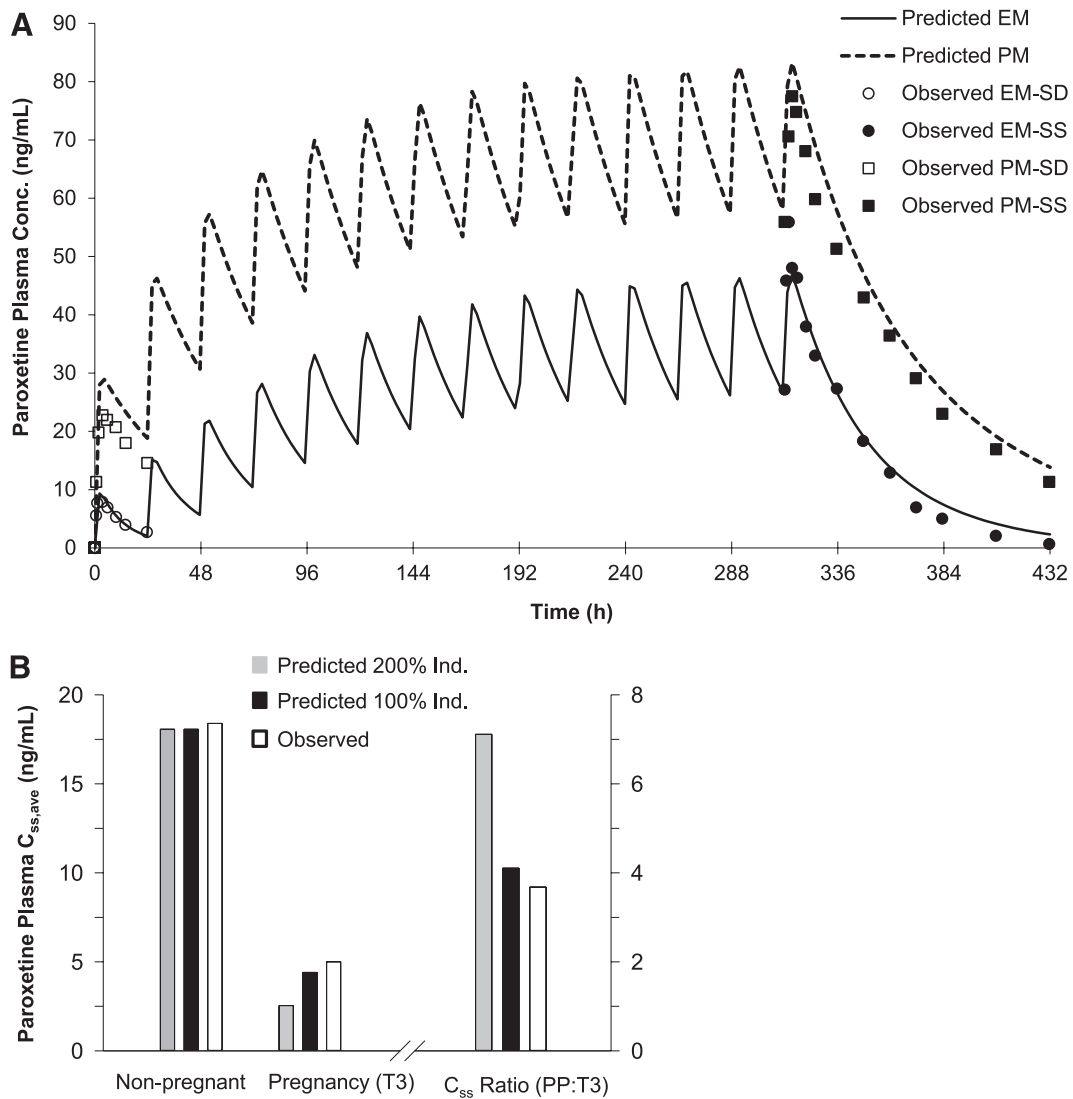 A
90
80
70
60
50
40
30
20
10
0
Paroxetine Plasma Conc. (ng/mL)
0 48 96 144 192 240 288 336 384 432
Time (h)
Predicted EM
Predicted PM
Observed EM-SD
Observed EM-SS
Observed PM-SD
Observed PM-SS
B
Predicted 200% Ind.
Predicted 100% Ind.
Observed
20
15
10
5
0
Paroxetine Plasma Css,ave (ng/mL)
8
6
4
2
0
Non-pregnant Pregnancy (T3) Css Ratio (PP:T3)